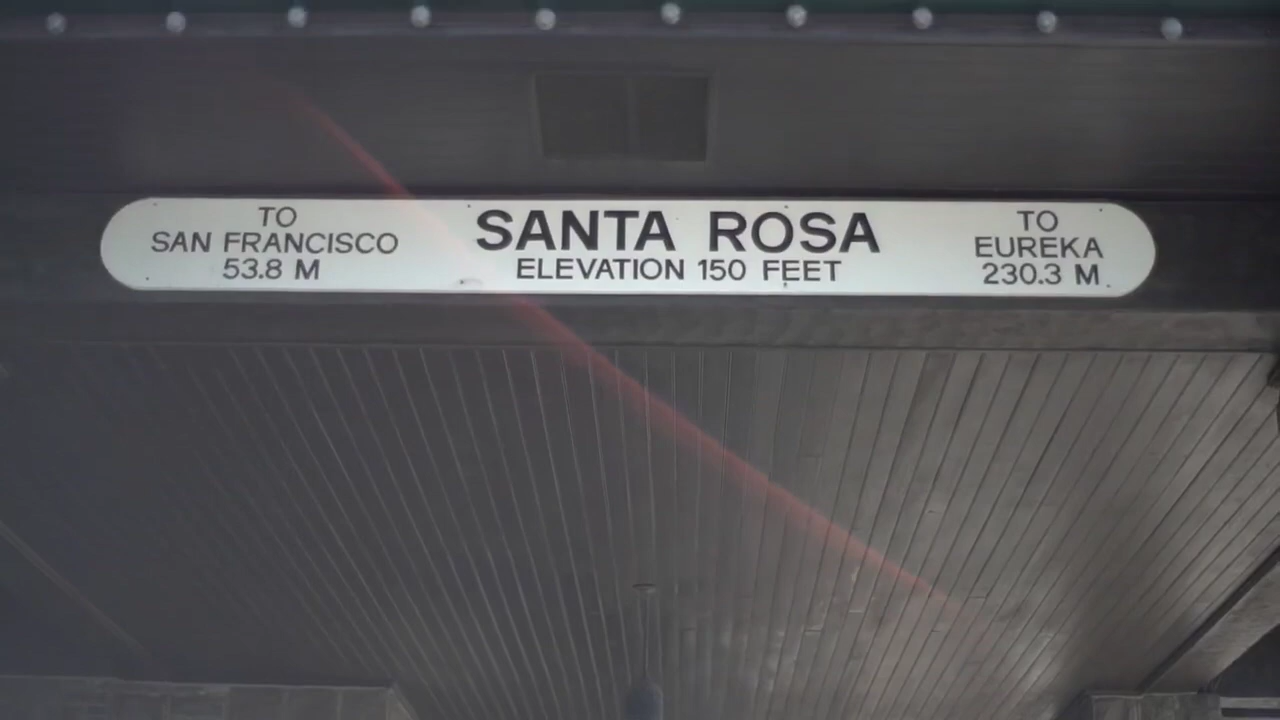 TO
SAN FRANCISCO
53.8 M
SANTA ROSA
ELEVATION 150 FEET
TO
EUREKA
230.3 M.